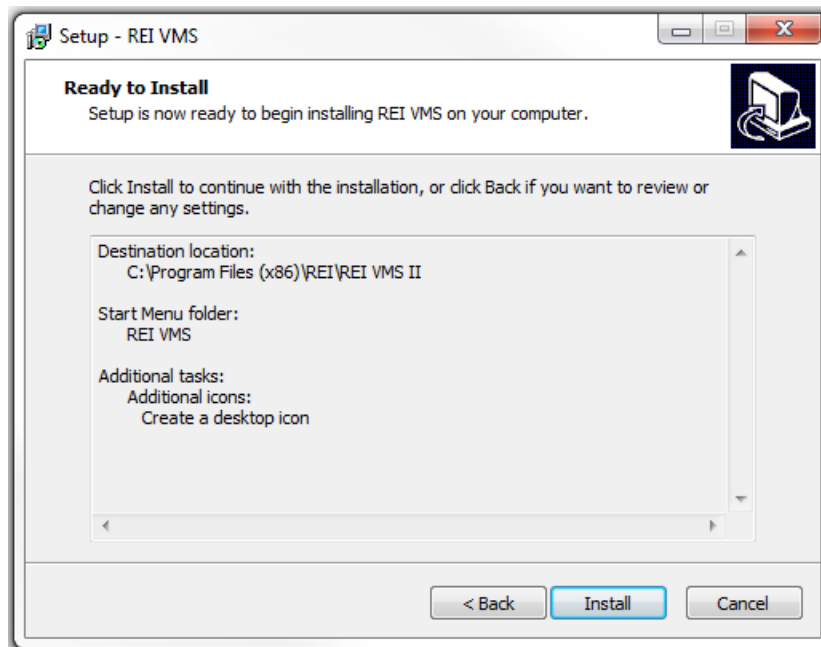 Setup - REI VMS
Ready to Install
Setup is now ready to begin installing REI VMS on your computer.
Click Install to continue with the installation, or click Back if you want to review or
change any settings.
Destination location:
C:\Program Files (x86)\REI\REI VMS II
Start Menu folder:
REI VMS
Additional tasks:
Additional icons:
Create a desktop icon
< Back Install Cancel